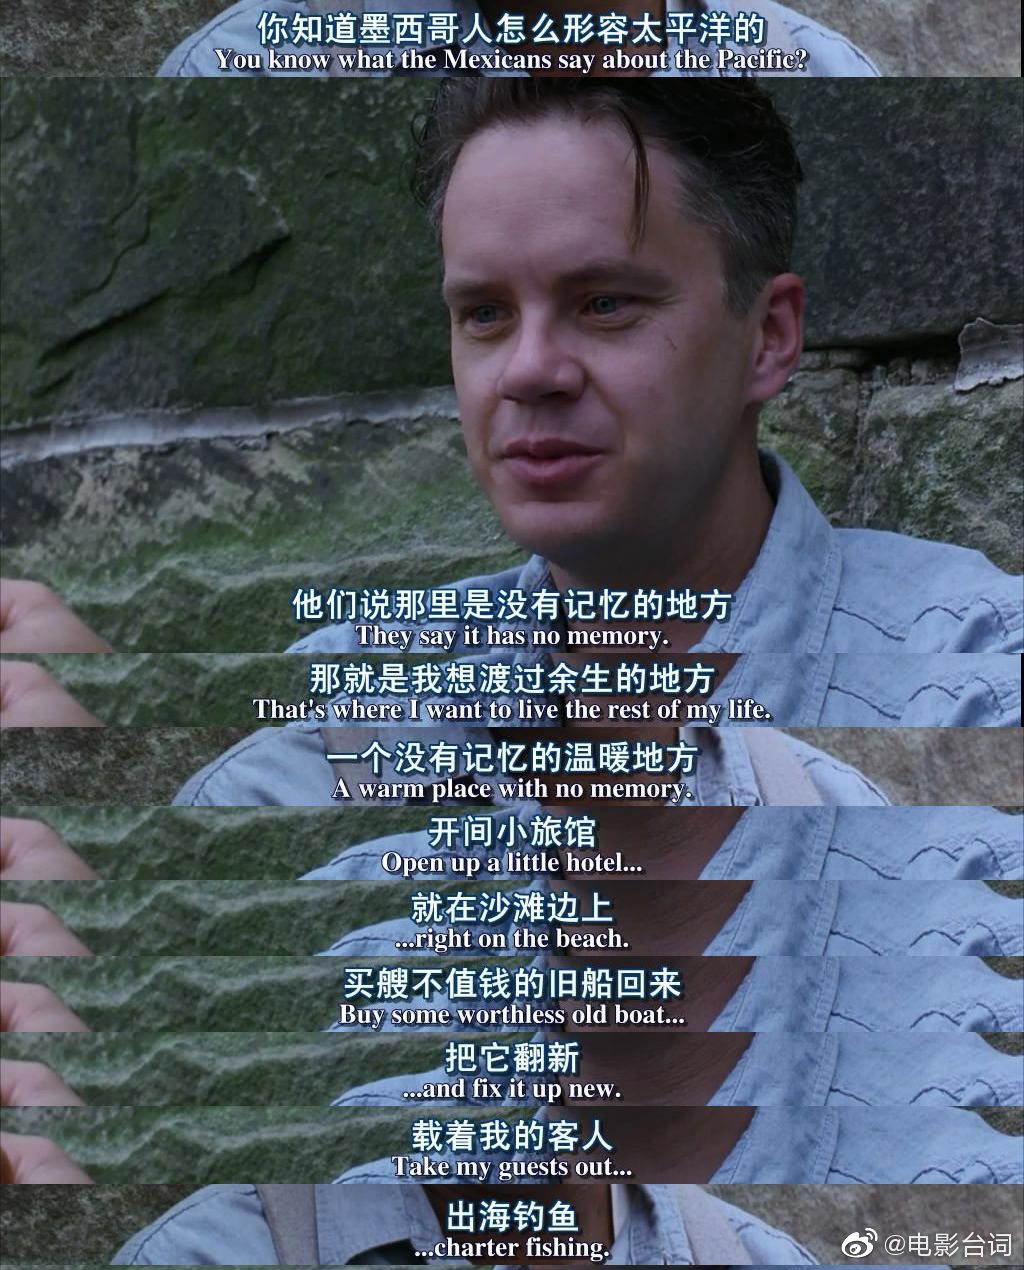 你知道墨西哥人怎么形容太平洋的
You know what the Mexicans say about the Pacific?
他们说那里是没有记忆的地方
They say it has no memory.
那就是我想渡过余生的地方
That's where I want to live the rest of my life.
一个没有记忆的温暖地方
A warm place with no memory.
开间小旅馆
Open up a little hotel...
就在沙滩边上
...right on the beach.
买艘不值钱的旧船回来
Buy some worthless old boat...
把它翻新
...and fix it up new.
载着我的客人
Take my guests out...
出海钓鱼
...charter fishing.
@电影台词